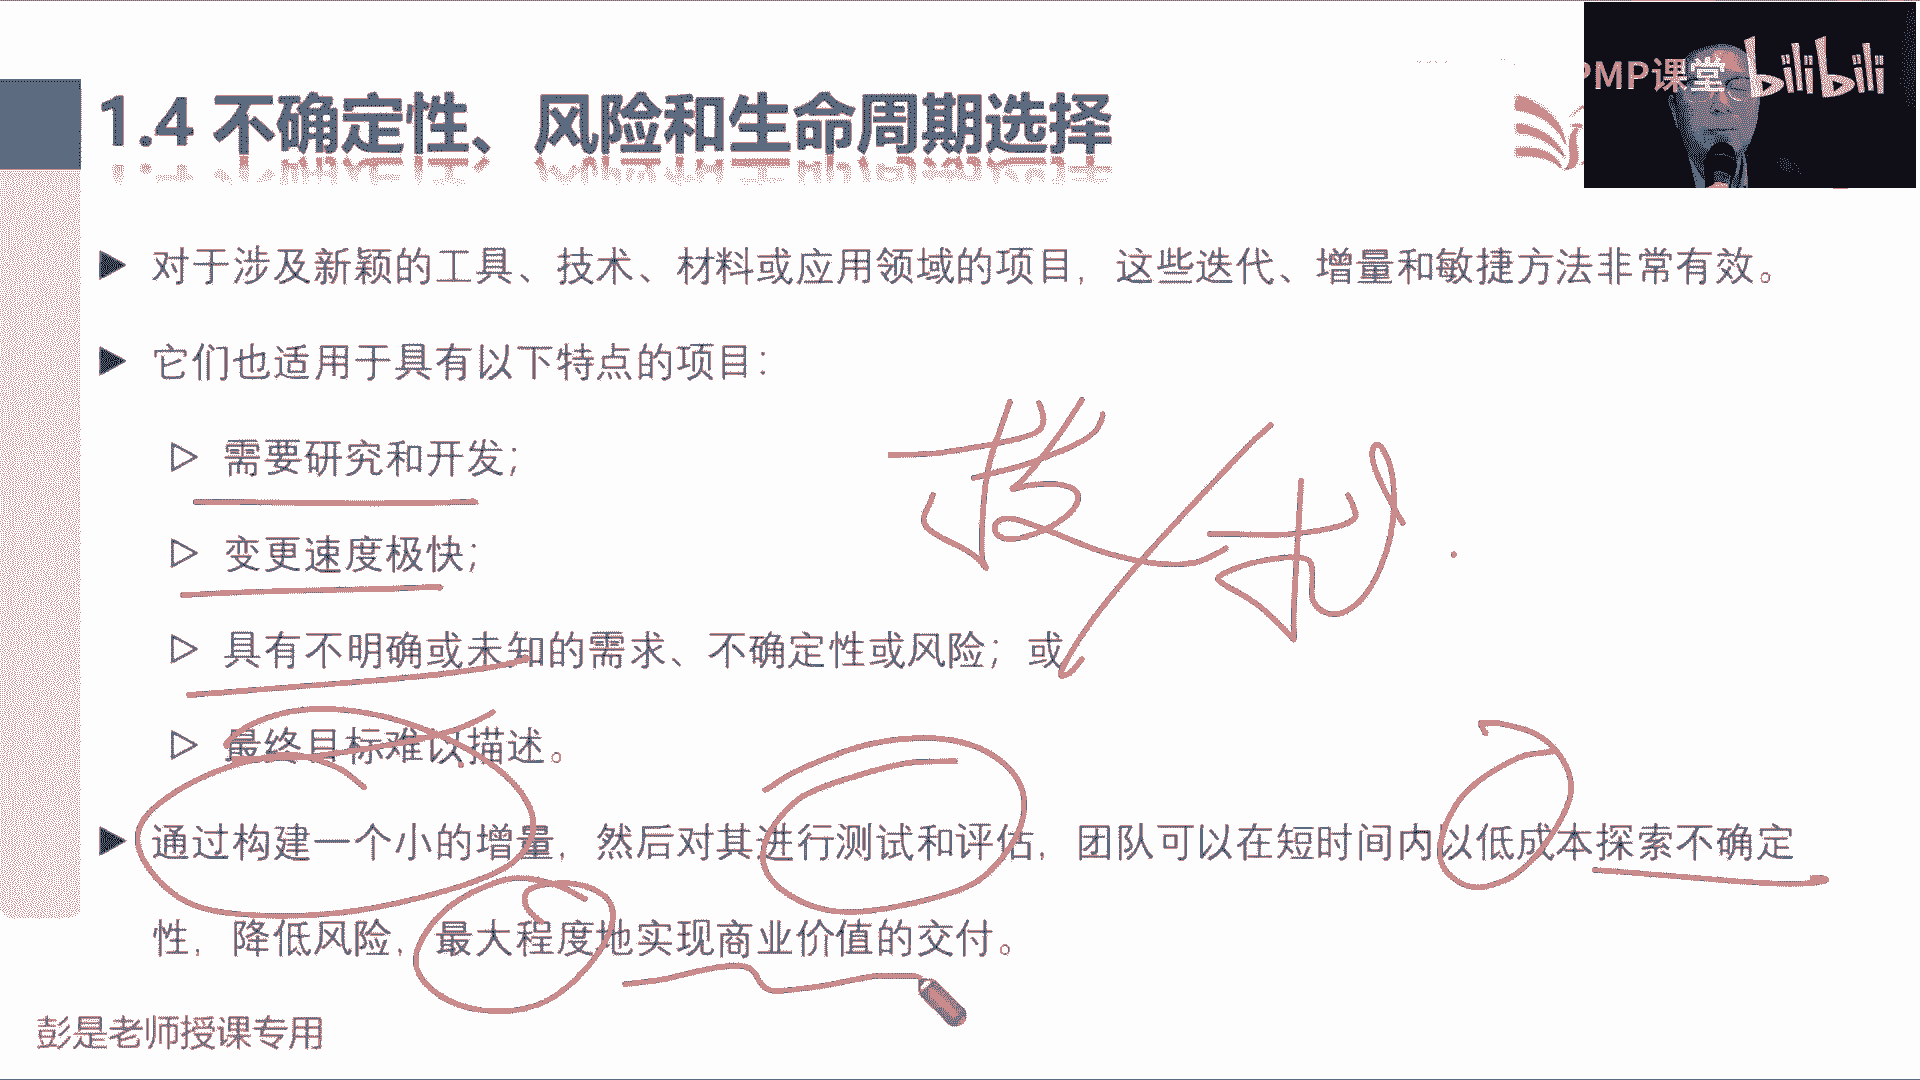 PMP课堂 bilibili
1.4 不确定性、风险和生命周期选择
▶ 对于涉及新颖的工具、技术、材料或应用领域的项目，这些迭代、增量和敏捷方法非常有效。
▶ 它们也适用于具有以下特点的项目：
▷ 需要研究和开发；
▷ 变更速度极快；
▷ 具有不明确或未知的需求、不确定性或风险；或
▷ 最终目标难以描述。
▶ 通过构建一个小的增量，然后对其进行测试和评估，团队可以在短时间内以低成本探索不确定
性，降低风险，最大程度地实现商业价值的交付。
彭是老师授课专用